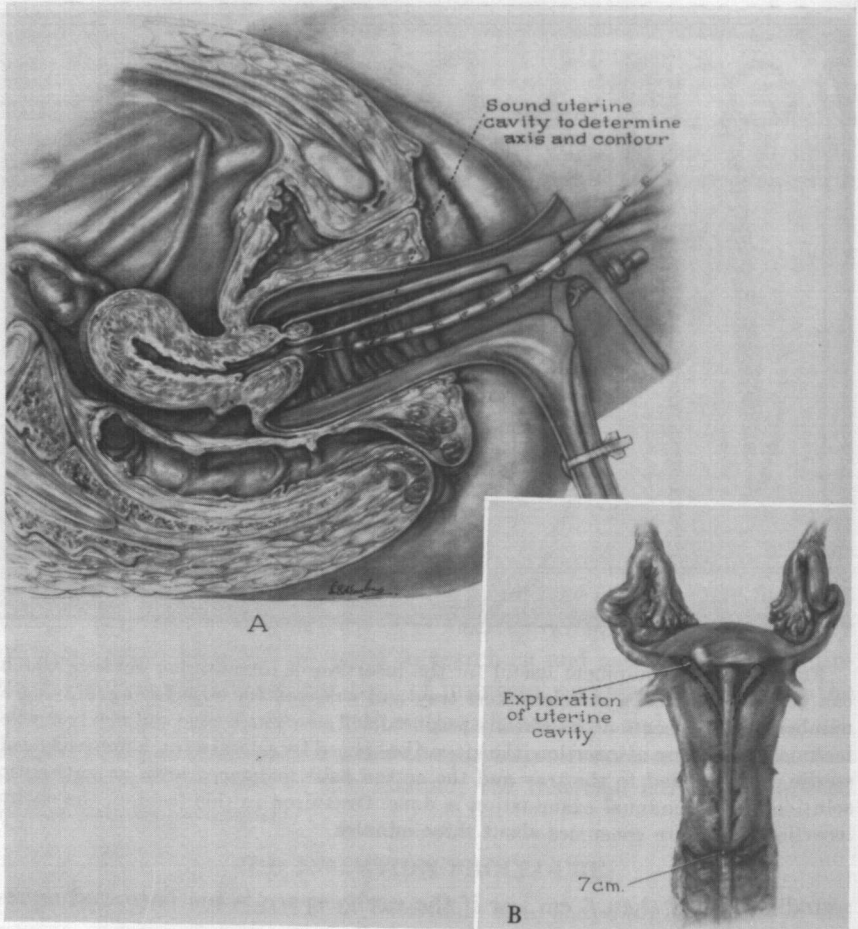 Sound uterine
cavity to determine
axis and contour
A
Exploration
of uterine
cavity
7cm.
B